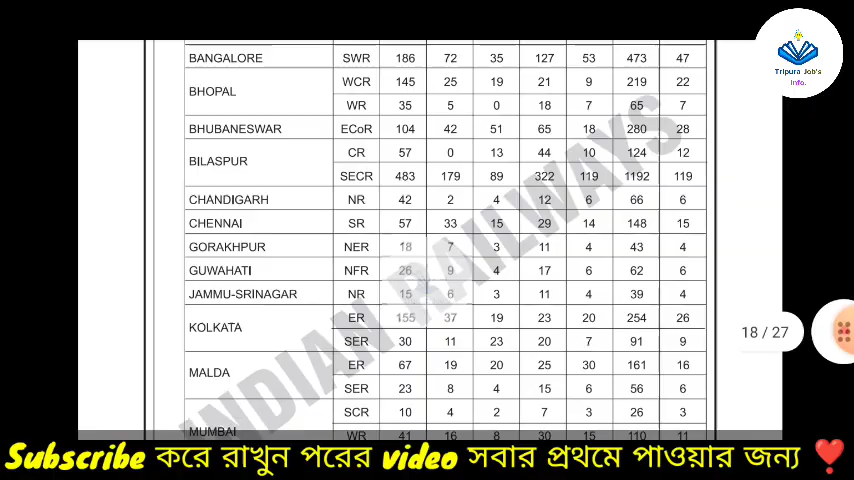 Tripura Job's
Info.
BANGALORE SWR 186 72 35 127 53 473 47
BHOPAL WCR 145 25 19 21 9 219 22
WR 35 5 0 18 7 65 7
BHUBANESWAR ECoR 104 42 51 65 18 280 28
BILASPUR CR 57 0 13 44 10 124 12
SECR 483 179 89 322 119 1192 119
CHANDIGARH NR 42 2 4 12 6 66 6
CHENNAI SR 57 33 15 29 14 148 15
GORAKHPUR NER 18 7 3 11 4 43 4
GUWAHATI NFR 26 9 4 17 6 62 6
JAMMU-SRINAGAR NR 15 6 3 11 4 39 4
KOLKATA ER 155 37 19 23 20 254 26
SER 30 11 23 20 7 91 9
MALDA ER 67 19 20 25 30 161 16
SER 23 8 4 15 6 56 6
MUMBAI SCR 10 4 2 7 3 26 3
WR 41 16 8 30 15 110 11
INDIAN RAILWAYS
18 / 27
Subscribe করে রাখুন পরের video সবার প্রথমে পাওয়ার জন্য ❣️